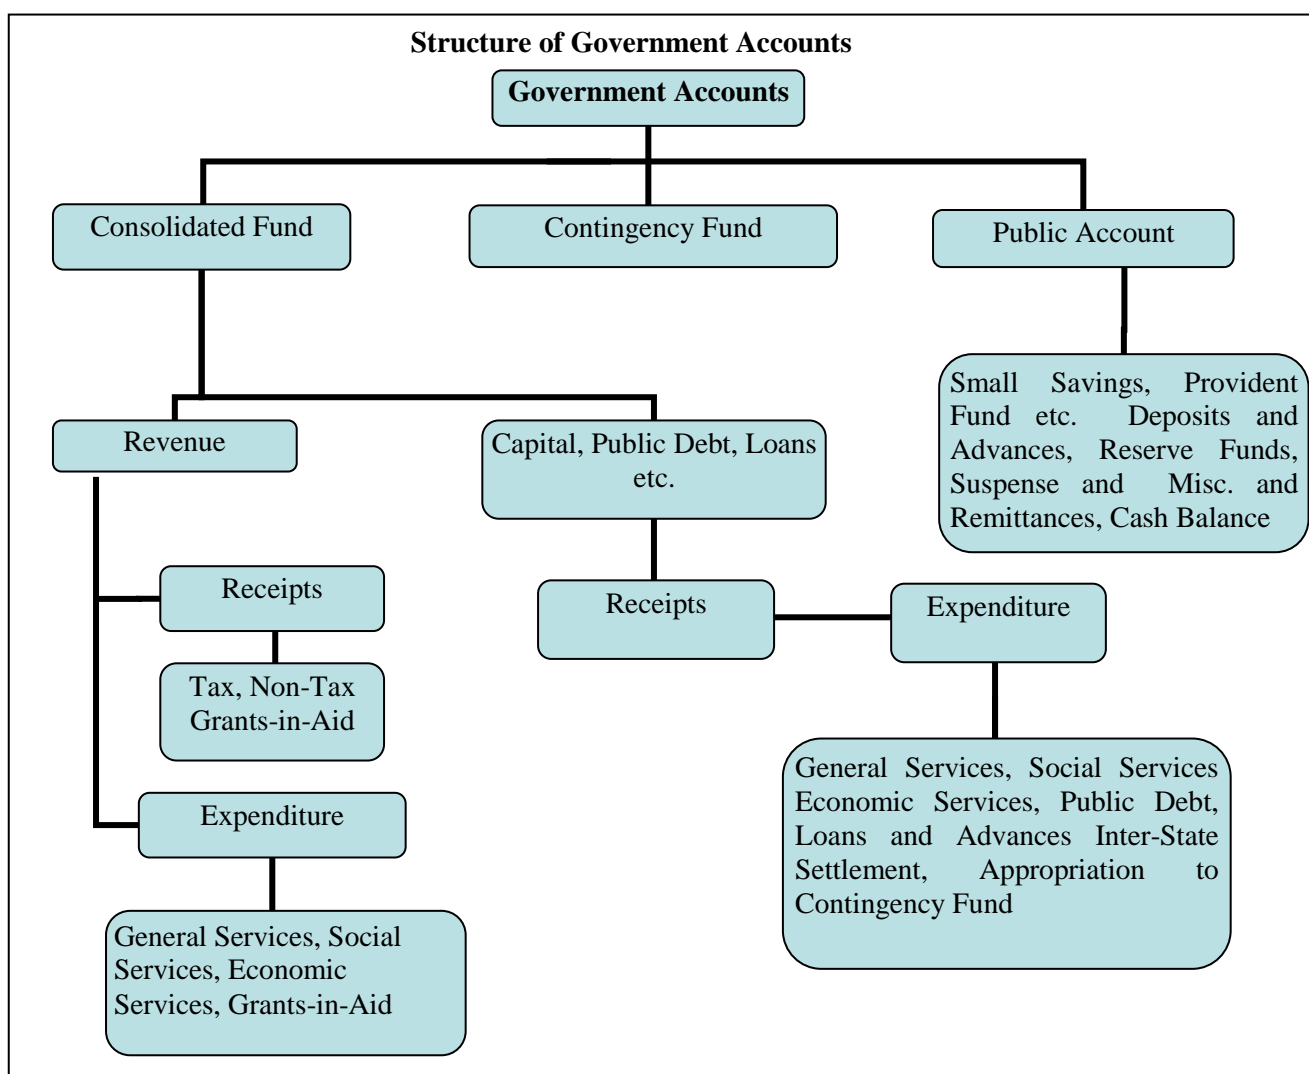 Structure of Government Accounts
Government Accounts
Consolidated Fund
Contingency Fund
Public Account
Small Savings, Provident
Fund etc. Deposits and
Advances, Reserve Funds,
Suspense and Misc. and
Remittances, Cash Balance
Revenue
Capital, Public Debt, Loans
etc.
Receipts
Tax, Non-Tax
Grants-in-Aid
Expenditure
General Services, Social
Services, Economic
Services, Grants-in-Aid
Receipts
Expenditure
General Services, Social Services
Economic Services, Public Debt,
Loans and Advances Inter-State
Settlement, Appropriation to
Contingency Fund